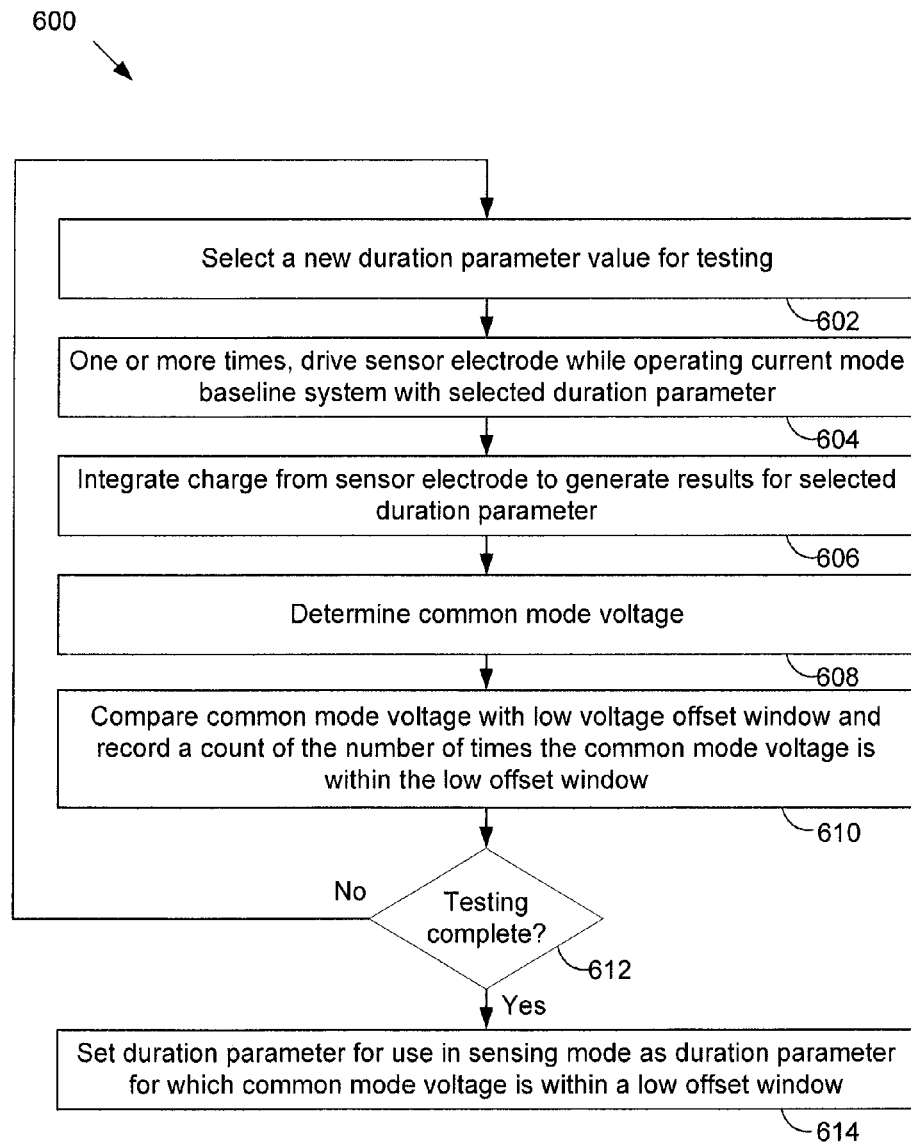 600
Select a new duration parameter value for testing
602
One or more times, drive sensor electrode while operating current mode
baseline system with selected duration parameter
604
Integrate charge from sensor electrode to generate results for selected
duration parameter
606
Determine common mode voltage
608
Compare common mode voltage with low voltage offset window and
record a count of the number of times the common mode voltage is
within the low offset window
610
No
Testing
complete?
612
Yes
Set duration parameter for use in sensing mode as duration parameter
for which common mode voltage is within a low offset window
614